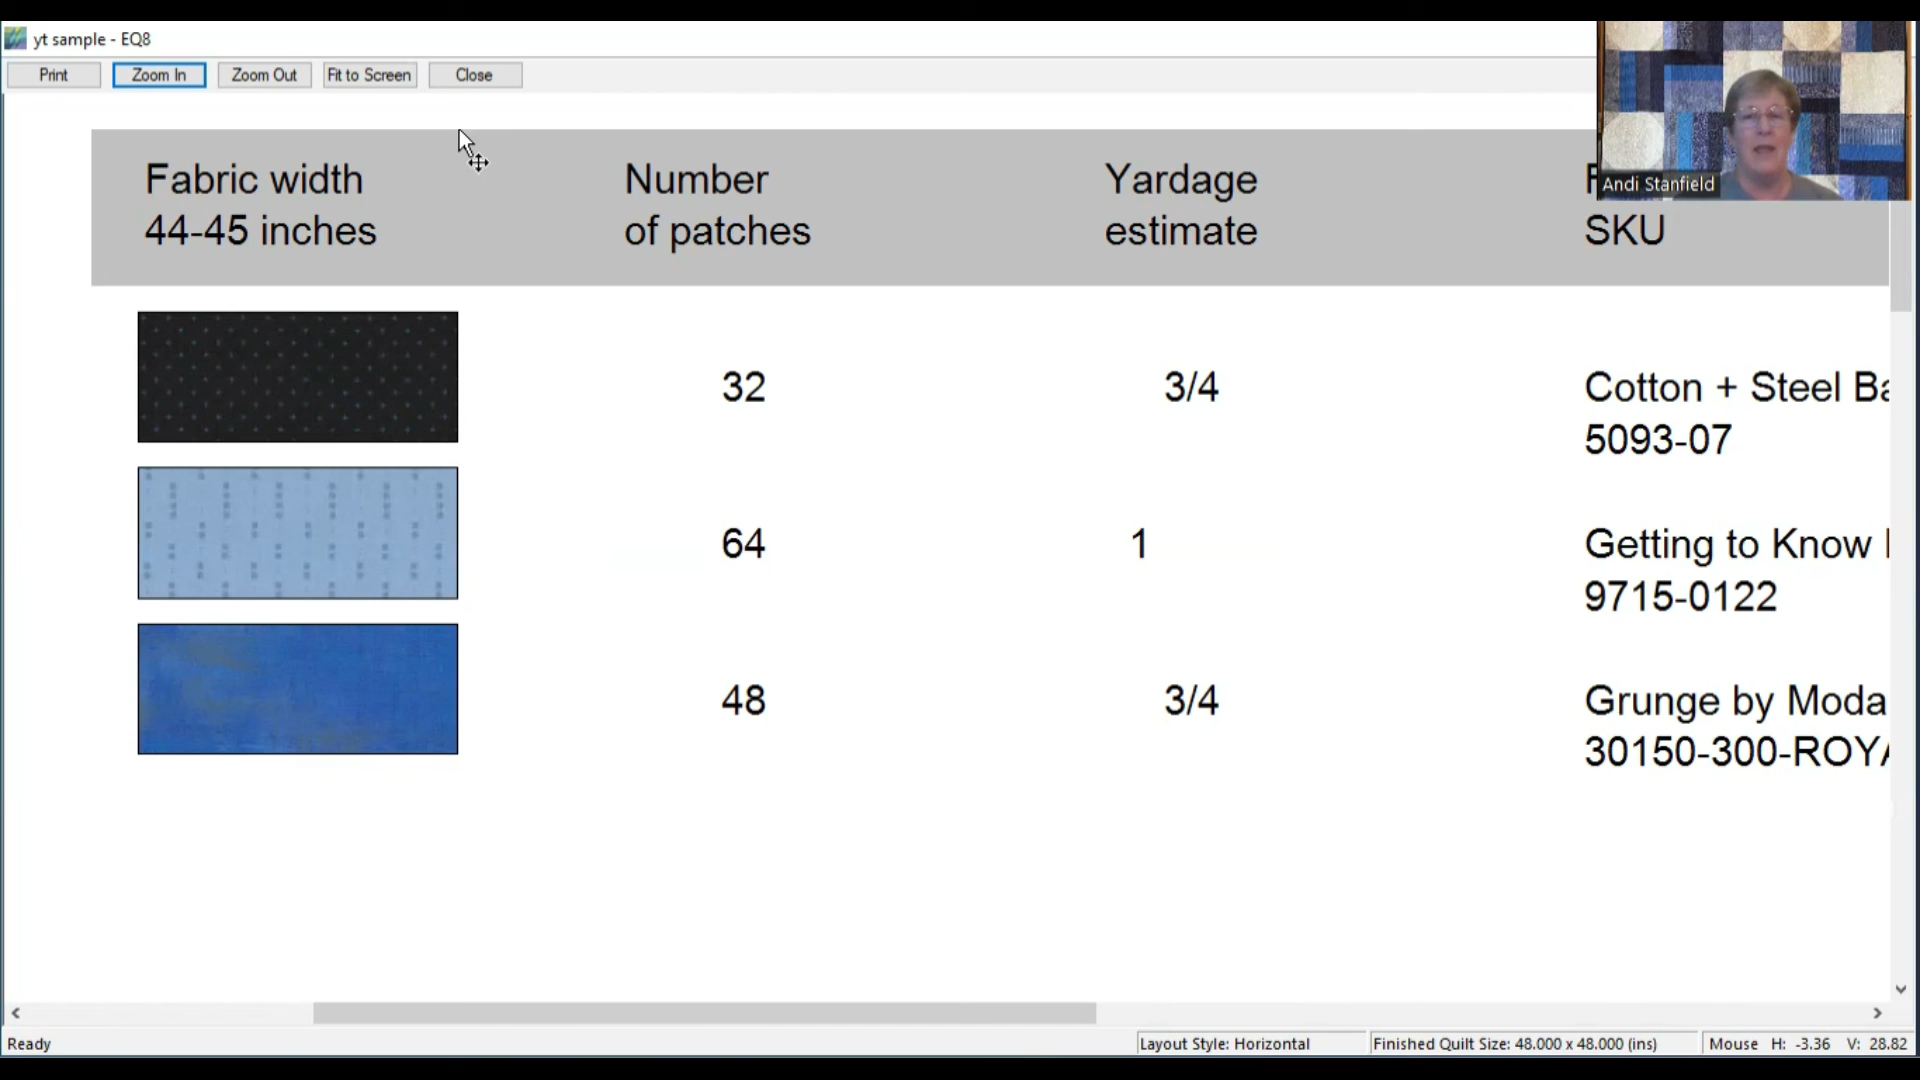 yt sample - EQ8
Print Zoom In Zoom Out Fit to Screen Close
Fabric width
44-45 inches
Number
of patches
Yardage
estimate
SKU
Andi Stanfield
32 3/4 Cotton + Steel
5093-07
64 1 Getting to Know
9715-0122
48 3/4 Grunge by Moda
30150-300-ROYA
Ready
Layout Style: Horizontal
Finished Quilt Size: 48.000 x 48.000 (ins)
Mouse H: -3.36 V: 28.82